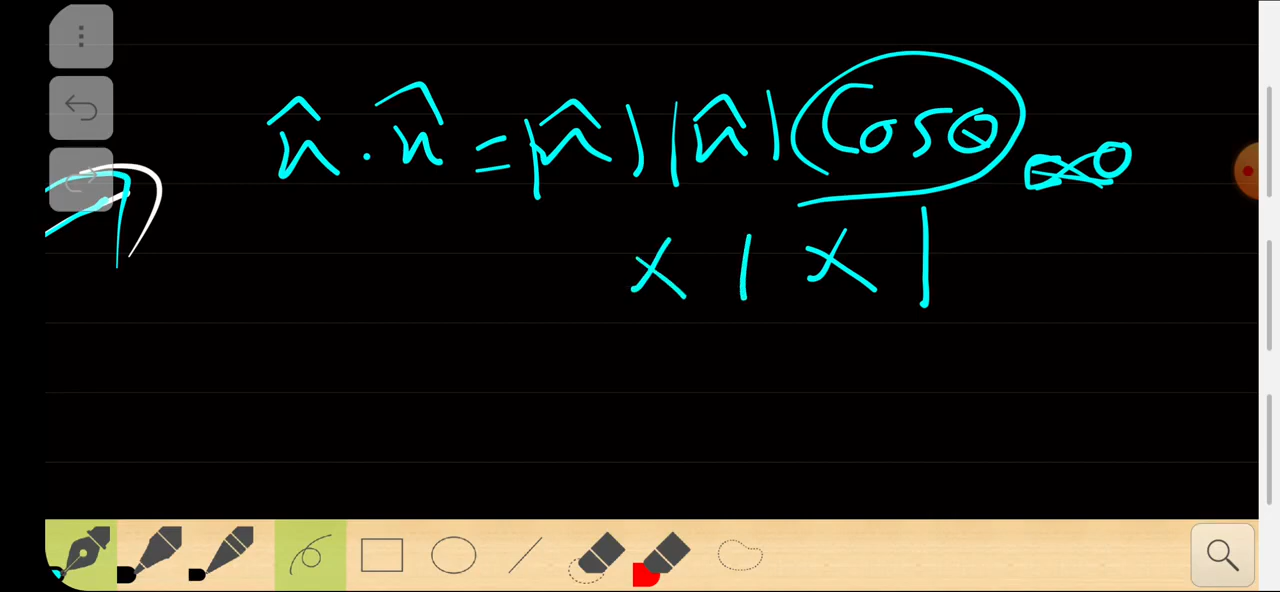 n̂ . n̂ = |n̂| |n̂| Cosθ
x 1 x 1